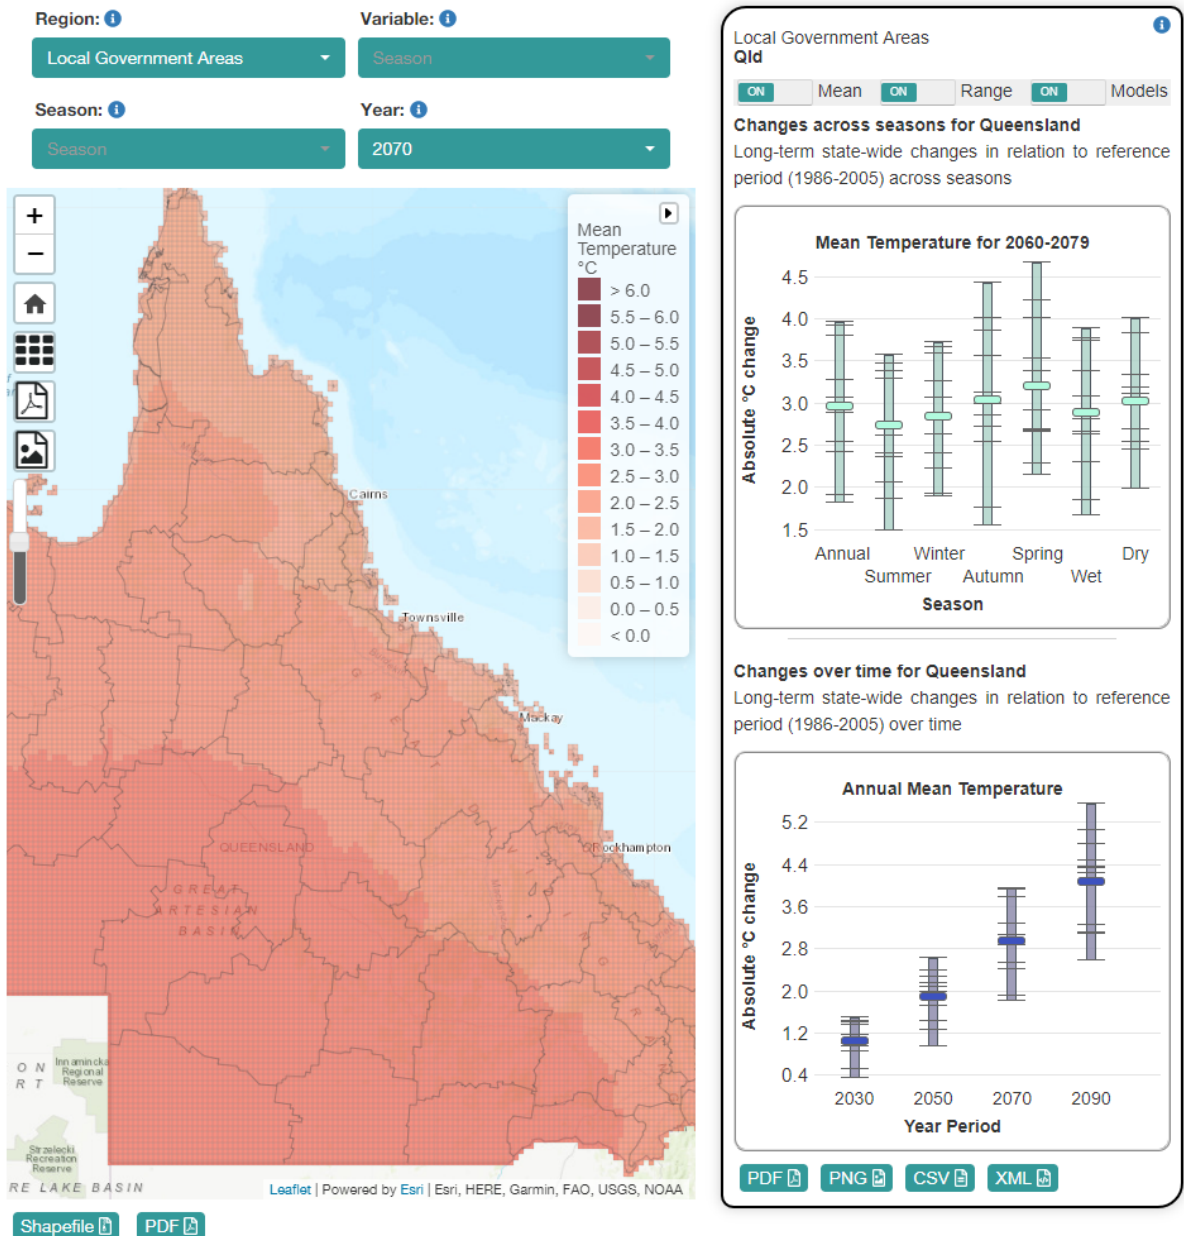 Region:
Variable:
Local Government Areas
Season
Season:
Year:
Season
2070
Mean
Temperature
°C
> 6.0
5.5 – 6.0
5.0 – 5.5
4.5 – 5.0
4.0 – 4.5
3.5 – 4.0
3.0 – 3.5
2.5 – 3.0
2.0 – 2.5
1.5 – 2.0
1.0 – 1.5
0.5 – 1.0
0.0 – 0.5
< 0.0
+
−
Cairns
Townsville
Mackay
Rockhampton
QUEENSLAND
GREAT
ARTESIAN
BASIN
O N
R T
Innamincka
Regional
Reserve
Strzelecki
Recreation
Reserve
RE LAKE BASIN
Leaflet | Powered by Esri | Esri, HERE, Garmin, FAO, USGS, NOAA
Shapefile
PDF
Local Government Areas
Qld
ON Mean ON Range ON Models
Changes across seasons for Queensland
Long-term state-wide changes in relation to reference
period (1986-2005) across seasons
Mean Temperature for 2060-2079
Absolute °C change
4.5
4.0
3.5
3.0
2.5
2.0
1.5
Annual Winter Spring Dry
Summer Autumn Wet
Season
Changes over time for Queensland
Long-term state-wide changes in relation to reference
period (1986-2005) over time
Annual Mean Temperature
Absolute °C change
5.2
4.4
3.6
2.8
2.0
1.2
0.4
2030 2050 2070 2090
Year Period
PDF PNG CSV XML